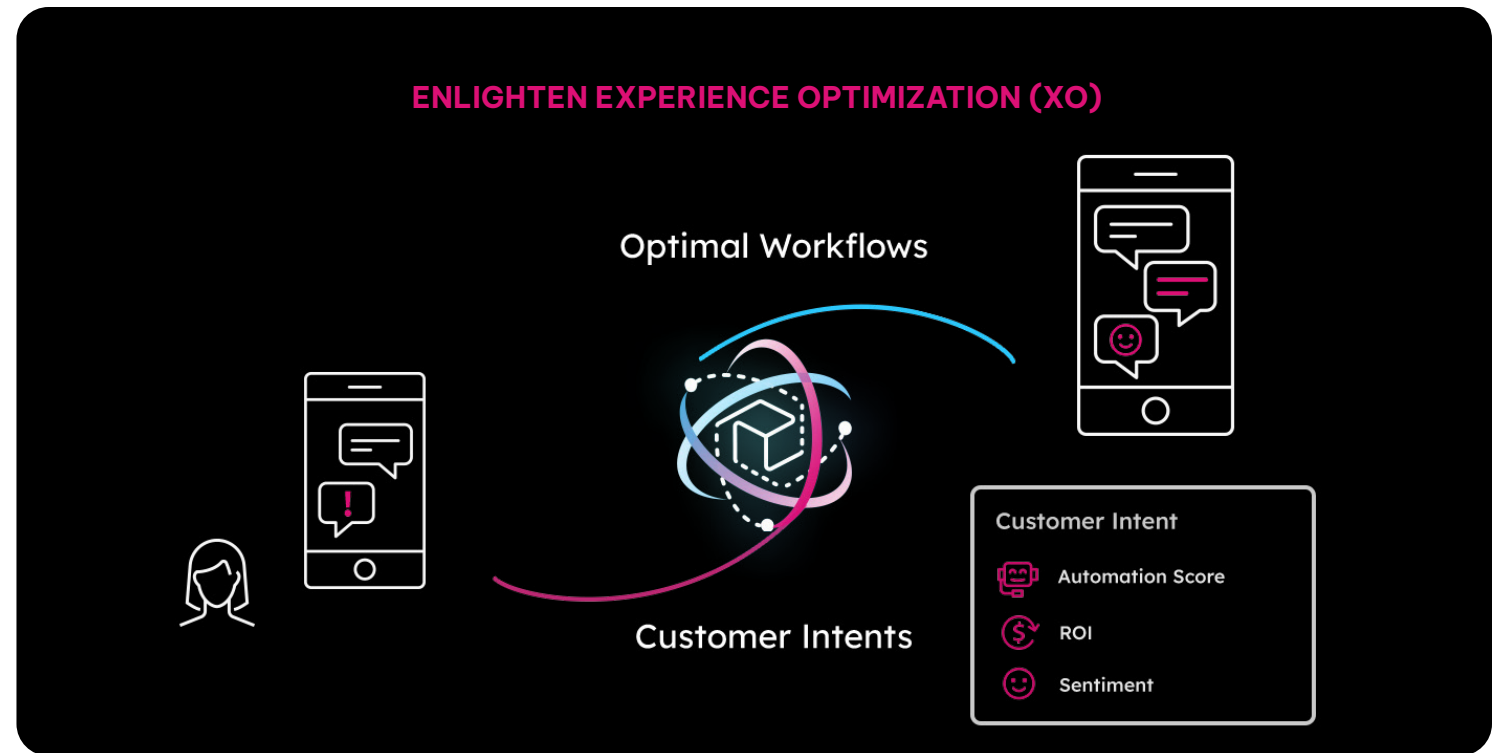 ENLIGHTEN EXPERIENCE OPTIMIZATION (XO)
Optimal Workflows
Customer Intents
Customer Intent
Automation Score
ROI
Sentiment